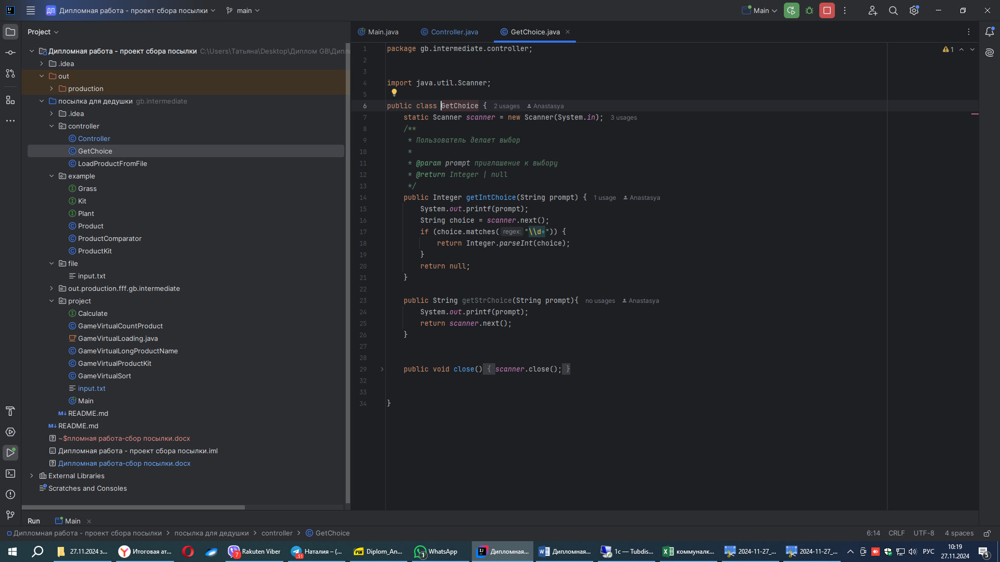 ДП Дипломная работа - проект сбора посылки main Main
Project
Дипломная работа - проект сбора посылки C:\Users\Татьяна\Desktop\Диплом GB\Дипл
.idea
out
production
посылка для дедушки gb.intermediate
.idea
controller
Controller
GetChoice
LoadProductFromFile
example
Grass
Kit
Plant
Product
ProductComparator
ProductKit
file
input.txt
out.production.fff.gb.intermediate
project
Calculate
GameVirtualCountProduct
GameVirtualLoading.java
GameVirtualLongProductName
GameVirtualProductKit
GameVirtualSort
input.txt
Main
README.md
README.md
~$пломная работа-сбор посылки.docx
Дипломная работа - проект сбора посылки.iml
Дипломная работа-сбор посылки.docx
External Libraries
Scratches and Consoles
Main.java Controller.java GetChoice.java
1 package gb.intermediate.controller; 1
2
3
4 import java.util.Scanner;
5
6 public class GetChoice { 2 usages Anastasya
7 static Scanner scanner = new Scanner(System.in); 3 usages
8 /**
9 * Пользователь делает выбор
10 *
11 * @param prompt приглашение к выбору
12 * @return Integer | null
13 */
14 public Integer getIntChoice(String prompt) { 1 usage Anastasya
15 System.out.printf(prompt);
16 String choice = scanner.next();
17 if (choice.matches( regex: "\\d+")) {
18 return Integer.parseInt(choice);
19 }
20 return null;
21 }
22
23 public String getStrChoice(String prompt){ no usages Anastasya
24 System.out.printf(prompt);
25 return scanner.next();
26 }
27
28
29 public void close() { scanner.close(); }
32
33
34 }
Run Main
Дипломная работа - проект сбора посылки > посылка для дедушки > controller > GetChoice 6:14 CRLF UTF-8 4 spaces
27.11.2024 з... Итоговая ат... 7 Rakuten Viber 51 Наталия – (... PDF Diplom_An... 1 WhatsApp Дипломная... Дипломная... 1с — Tubdis... коммуналк... 2024-11-27_... 2024-11-27_... РУС 10:19 5
27.11.2024